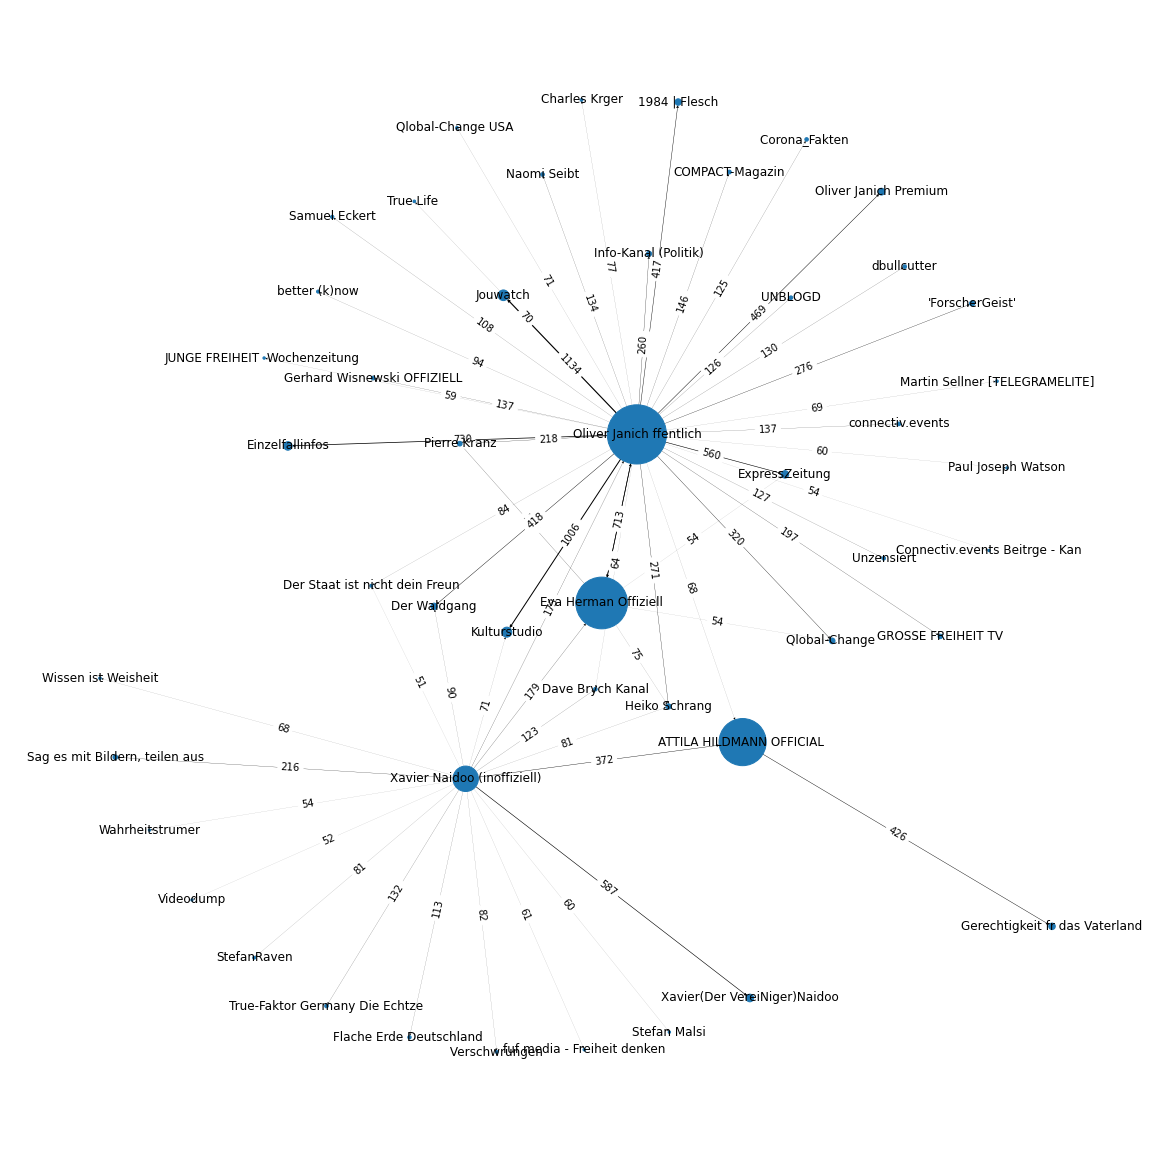 Charles Krger
1984 | Flesch
Qlobal-Change USA
Corona_Fakten
Naomi Seibt
COMPACT-Magazin
True Life
Oliver Janich Premium
Samuel Eckert
Info-Kanal (Politik)
77
417
dbullcutter
71
better (k)now
Jouwatch
134
146
125
UNBLOGD
'ForscherGeist'
70
469
108
260
130
JUNGE FREIHEIT - Wochenzeitung
94
1134
126
276
Gerhard Wisnewski OFFIZIELL
Martin Sellner [TELEGRAMELITE]
59
137
69
connectiv.events
137
Oliver Janich ffentlich
Einzelfallinfos
730
Pierre Kranz
218
560
60
Paul Joseph Watson
ExpressZeitung
127
54
84
418
713
1006
54
320
197
Connectiv.events Beitrge - Kan
Unzensiert
64
271
Der Staat ist nicht dein Freun
68
Der Waldgang
Eva Herman Offiziell
54
Kulturstudio
Qlobal-Change
GROSSE FREIHEIT TV
75
Wissen ist Weisheit
51
90
179
Dave Brych Kanal
71
Heiko Schrang
68
123
81
ATTILA HILDMANN OFFICIAL
Sag es mit Bildern, teilen aus
216
372
Xavier Naidoo (inoffiziell)
54
Wahrheitstrumer
52
426
81
587
132
Videodump
113
82
61
60
Gerechtigkeit fr das Vaterland
StefanRaven
Xavier(Der VereiNiger)Naidoo
True-Faktor Germany Die Echtze
Flache Erde Deutschland
Stefan Malsi
Verschwrungen
fuf.media - Freiheit denken